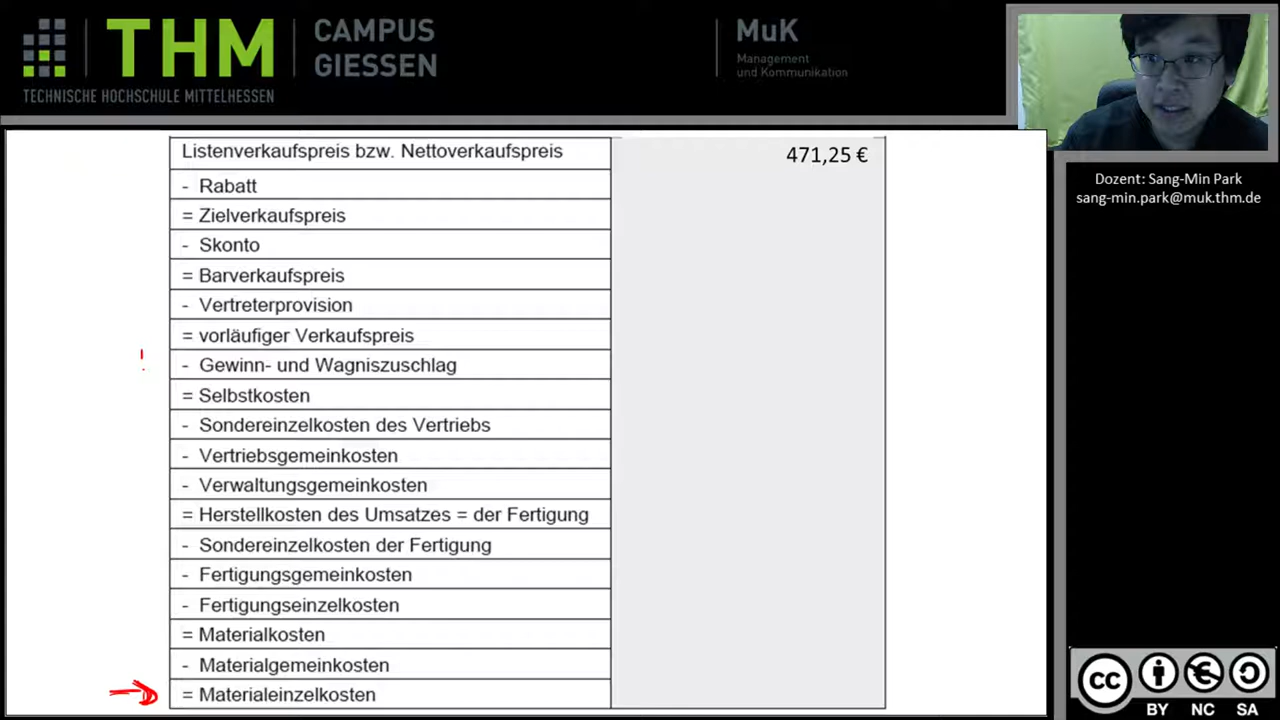 THM
TECHNISCHE HOCHSCHULE MITTELHESSEN
CAMPUS
GIESSEN
MuK
Management
und Kommunikation
Dozent: Sang-Min Park
sang-min.park@muk.thm.de
Listenverkaufspreis bzw. Nettoverkaufspreis 471,25 €
- Rabatt
= Zielverkaufspreis
- Skonto
= Barverkaufspreis
- Vertreterprovision
= vorläufiger Verkaufspreis
- Gewinn- und Wagniszuschlag
= Selbstkosten
- Sondereinzelkosten des Vertriebs
- Vertriebsgemeinkosten
- Verwaltungsgemeinkosten
= Herstellkosten des Umsatzes = der Fertigung
- Sondereinzelkosten der Fertigung
- Fertigungsgemeinkosten
- Fertigungseinzelkosten
= Materialkosten
- Materialgemeinkosten
= Materialeinzelkosten
cc
BY NC SA